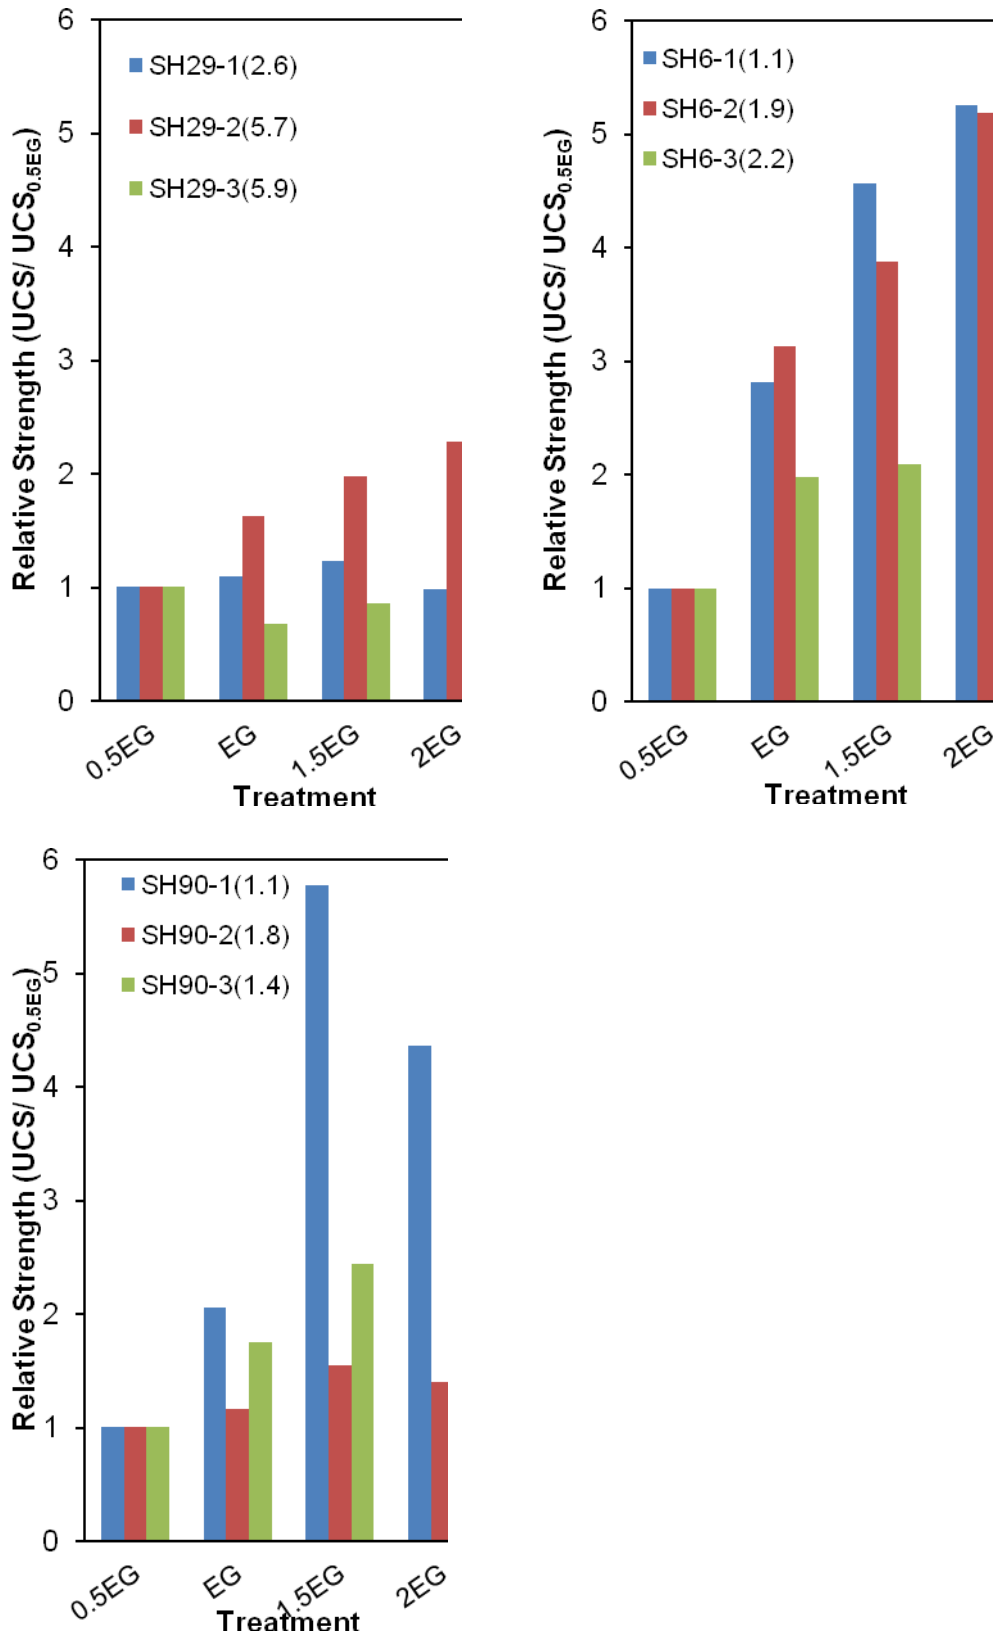 6
5
4
3
2
1
0
Relative Strength (UCS/ UCS0.5EG)
SH29-1(2.6)
SH29-2(5.7)
SH29-3(5.9)
0.5EG EG 1.5EG 2EG
Treatment
6
5
4
3
2
1
0
Relative Strength (UCS/ UCS0.5EG)
SH6-1(1.1)
SH6-2(1.9)
SH6-3(2.2)
0.5EG EG 1.5EG 2EG
Treatment
6
5
4
3
2
1
0
Relative Strength (UCS/ UCS0.5EG)
SH90-1(1.1)
SH90-2(1.8)
SH90-3(1.4)
0.5EG EG 1.5EG 2EG
Treatment